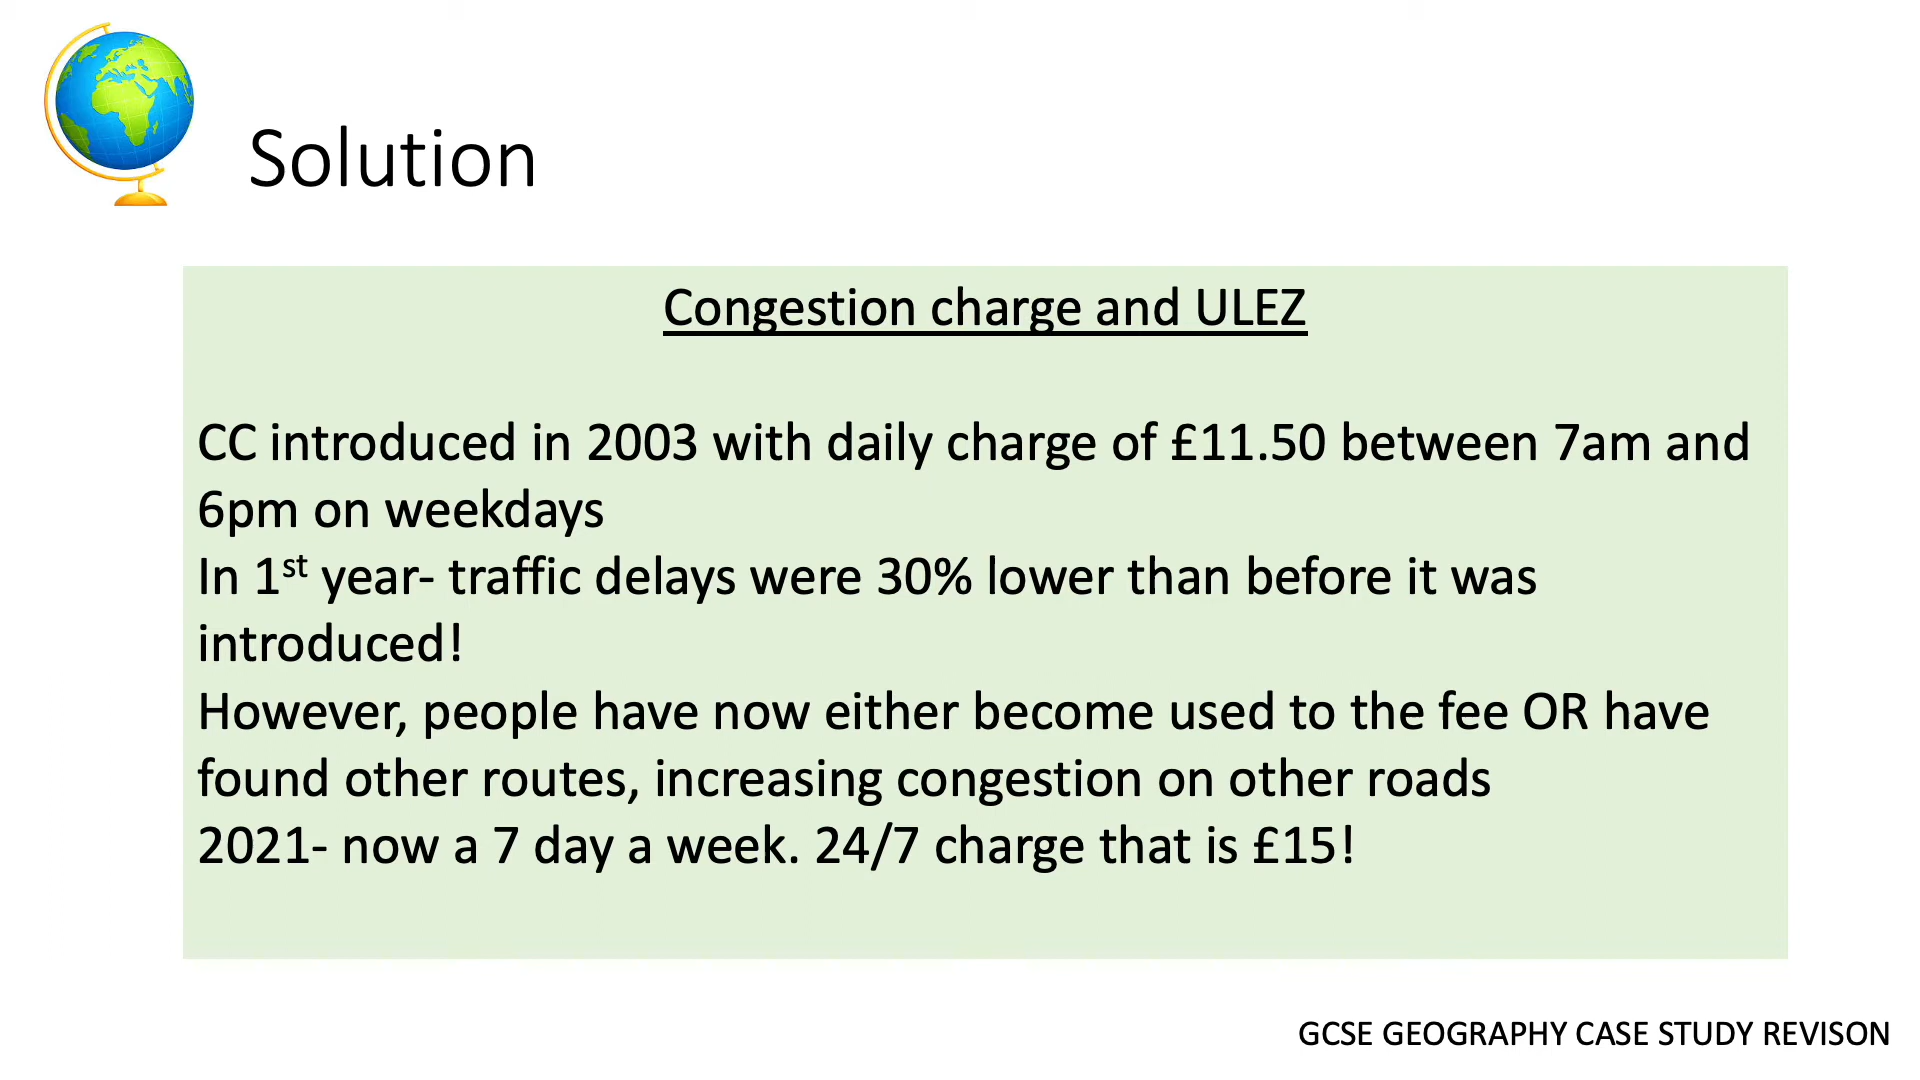 Solution
Congestion charge and ULEZ
CC introduced in 2003 with daily charge of £11.50 between 7am and
6pm on weekdays
In 1st year- traffic delays were 30% lower than before it was
introduced!
However, people have now either become used to the fee OR have
found other routes, increasing congestion on other roads
2021- now a 7 day a week. 24/7 charge that is £15!
GCSE GEOGRAPHY CASE STUDY REVISON